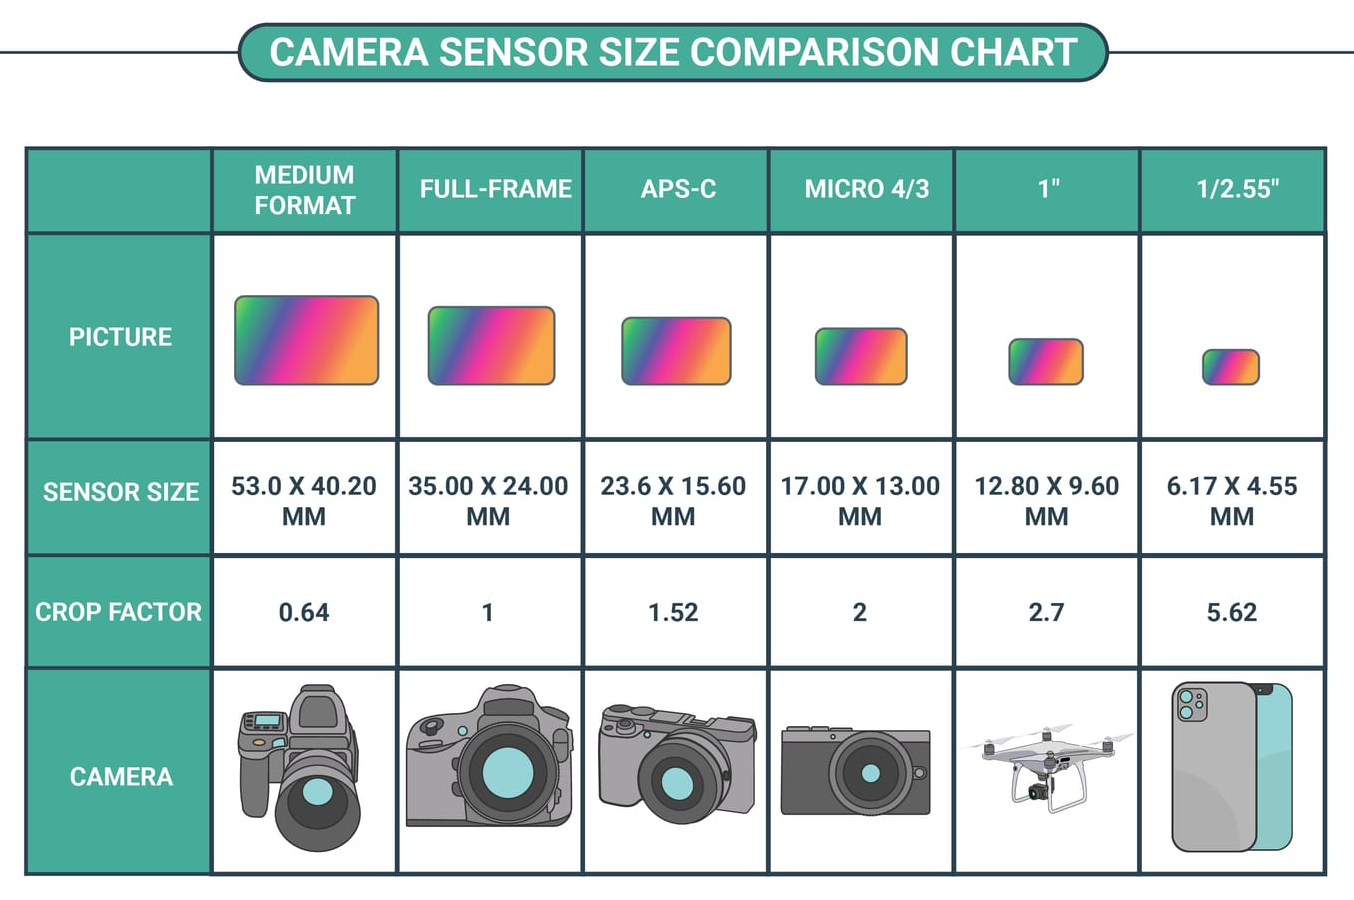 CAMERA SENSOR SIZE COMPARISON CHART
MEDIUM
FORMAT
FULL-FRAME
APS-C
MICRO 4/3
1"
1/2.55"
PICTURE
SENSOR SIZE
53.0 X 40.20
MM
35.00 X 24.00
MM
23.6 X 15.60
MM
17.00 X 13.00
MM
12.80 X 9.60
MM
6.17 X 4.55
MM
CROP FACTOR
0.64
1
1.52
2
2.7
5.62
CAMERA